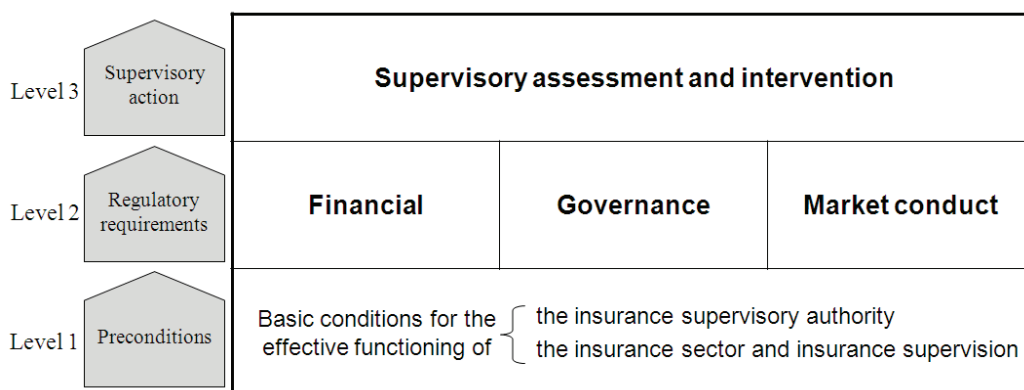 Level 3
Supervisory
action
Supervisory assessment and intervention
Level 2
Regulatory
requirements
Financial
Governance
Market conduct
Level 1
Preconditions
Basic conditions for the
effective functioning of
the insurance supervisory authority
the insurance sector and insurance supervision